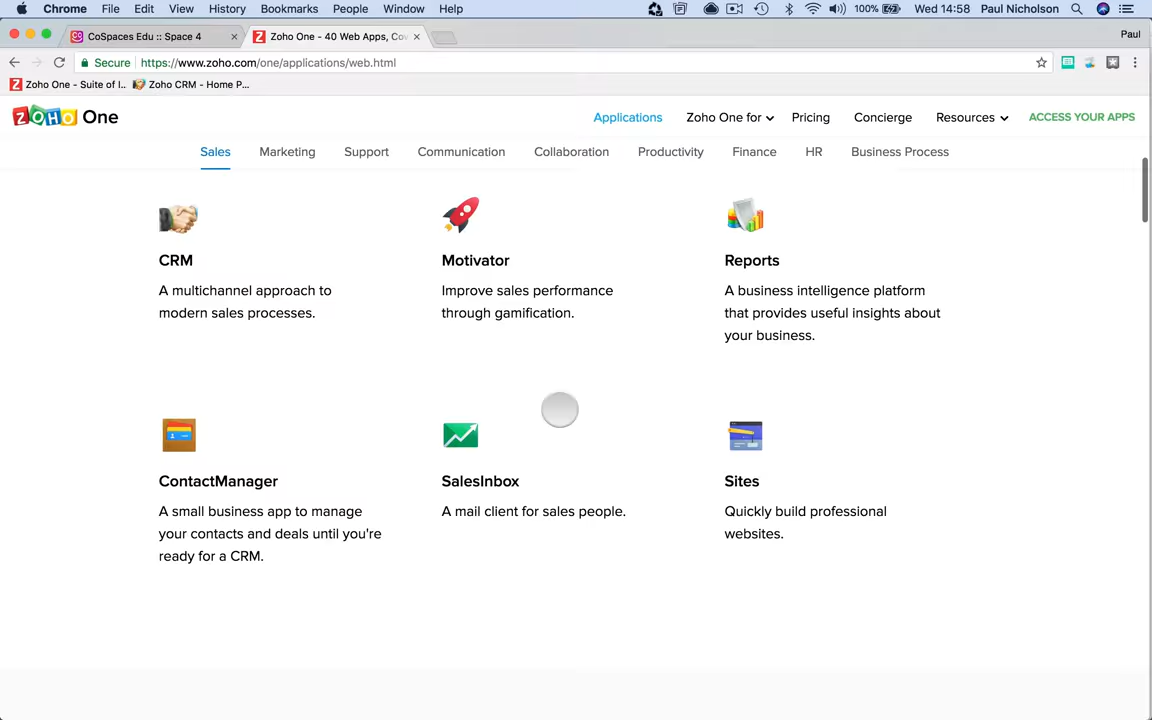 Chrome File Edit View History Bookmarks People Window Help 100% Wed 14:58 Paul Nicholson
CoSpaces Edu :: Space 4 Zoho One - 40 Web Apps, Cov Paul
Secure https://www.zoho.com/one/applications/web.html
Zoho One - Suite of I.. Zoho CRM - Home P...
ZOHO One Applications Zoho One for Pricing Concierge Resources ACCESS YOUR APPS
Sales Marketing Support Communication Collaboration Productivity Finance HR Business Process
CRM
A multichannel approach to
modern sales processes.
Motivator
Improve sales performance
through gamification.
Reports
A business intelligence platform
that provides useful insights about
your business.
ContactManager
A small business app to manage
your contacts and deals until you're
ready for a CRM.
SalesInbox
A mail client for sales people.
Sites
Quickly build professional
websites.